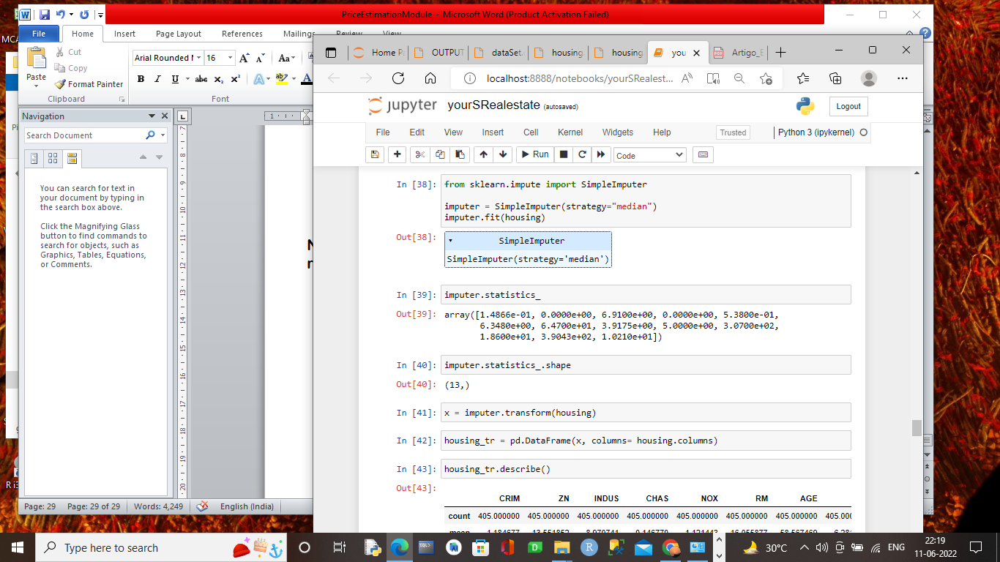 PriceEstimationModule - Microsoft Word (Product Activation Failed)
File Home Insert Page Layout References Mailings Review View
Paste
Cut
Copy
Format Painter
Clipboard
Arial Rounded 16
Font
Navigation
Search Document
You can search for text in
your document by typing in
the search box above.
Click the Magnifying Glass
button to find commands to
search for objects, such as
Graphics, Tables, Equations,
or Comments.
Page: 29 Page: 29 of 29 Words: 4,249 English (India)
Home OUTPUT dataSet housing housing you Artigo_
localhost:8888/notebooks/yourSRealest...
jupyter yourSRealestate (autosaved)
Logout
File Edit View Insert Cell Kernel Widgets Help Trusted Python 3 (ipykernel)
Run Code
In [38]: from sklearn.impute import SimpleImputer
imputer = SimpleImputer(strategy="median")
imputer.fit(housing)
Out[38]: SimpleImputer
SimpleImputer(strategy='median')
In [39]: imputer.statistics_
Out[39]: array([1.4866e-01, 0.0000e+00, 6.9100e+00, 0.0000e+00, 5.3800e-01,
6.3480e+00, 6.4700e+01, 3.9175e+00, 5.0000e+00, 3.0700e+02,
1.8600e+01, 3.9043e+02, 1.0210e+01])
In [40]: imputer.statistics_.shape
Out[40]: (13,)
In [41]: x = imputer.transform(housing)
In [42]: housing_tr = pd.DataFrame(x, columns= housing.columns)
In [43]: housing_tr.describe()
Out[43]:
CRIM ZN INDUS CHAS NOX RM AGE
count 405.000000 405.000000 405.000000 405.000000 405.000000 405.000000 405.000000 405.00
Type here to search
30°C ENG 22:19
11-06-2022